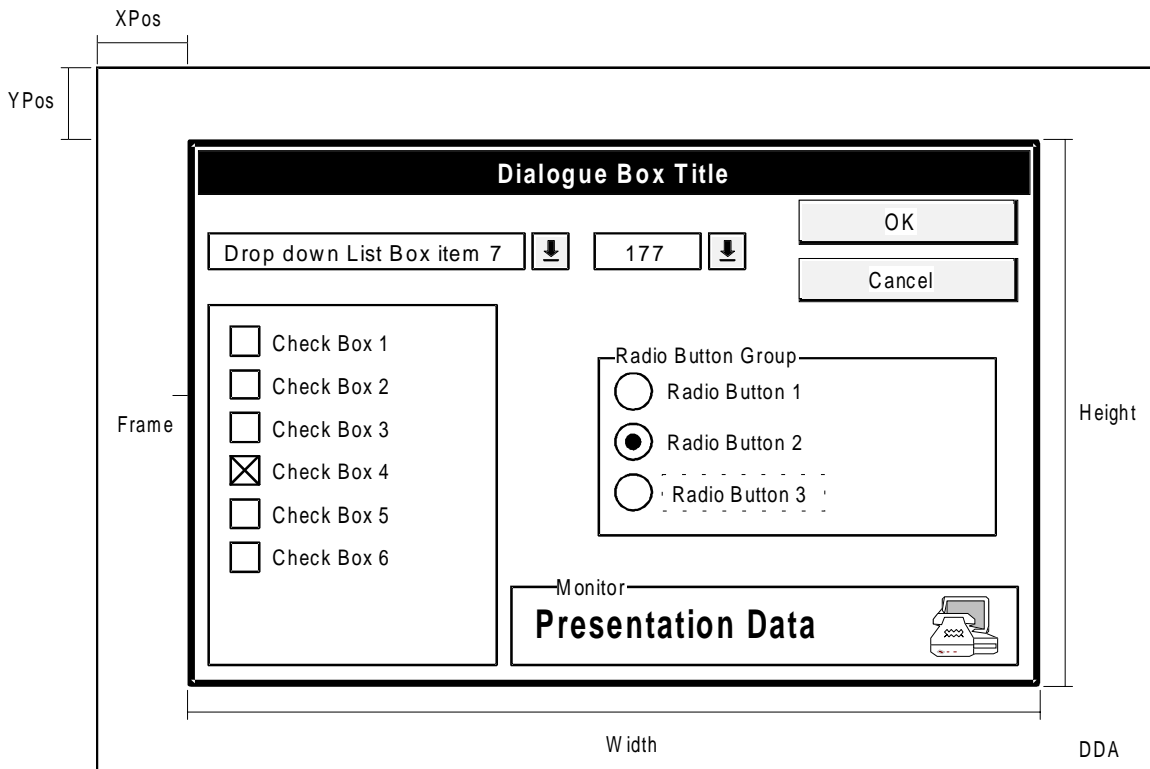 XPos
YPos
Dialogue Box Title
OK
Drop down List Box item 7
177
Cancel
Check Box 1
Check Box 2
Check Box 3
Check Box 4
Check Box 5
Check Box 6
Radio Button Group
Radio Button 1
Radio Button 2
Radio Button 3
Frame
Height
Monitor
Presentation Data
Width
DDA